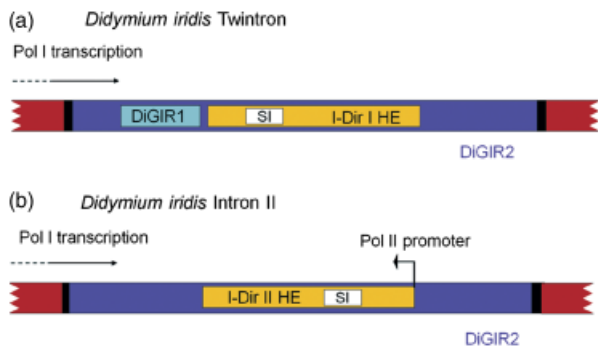 (a) Didymium iridis Twintron
Pol I transcription
DiGIR1 SI I-Dir I HE
DiGIR2
(b) Didymium iridis Intron II
Pol I transcription Pol II promoter
I-Dir II HE SI
DiGIR2